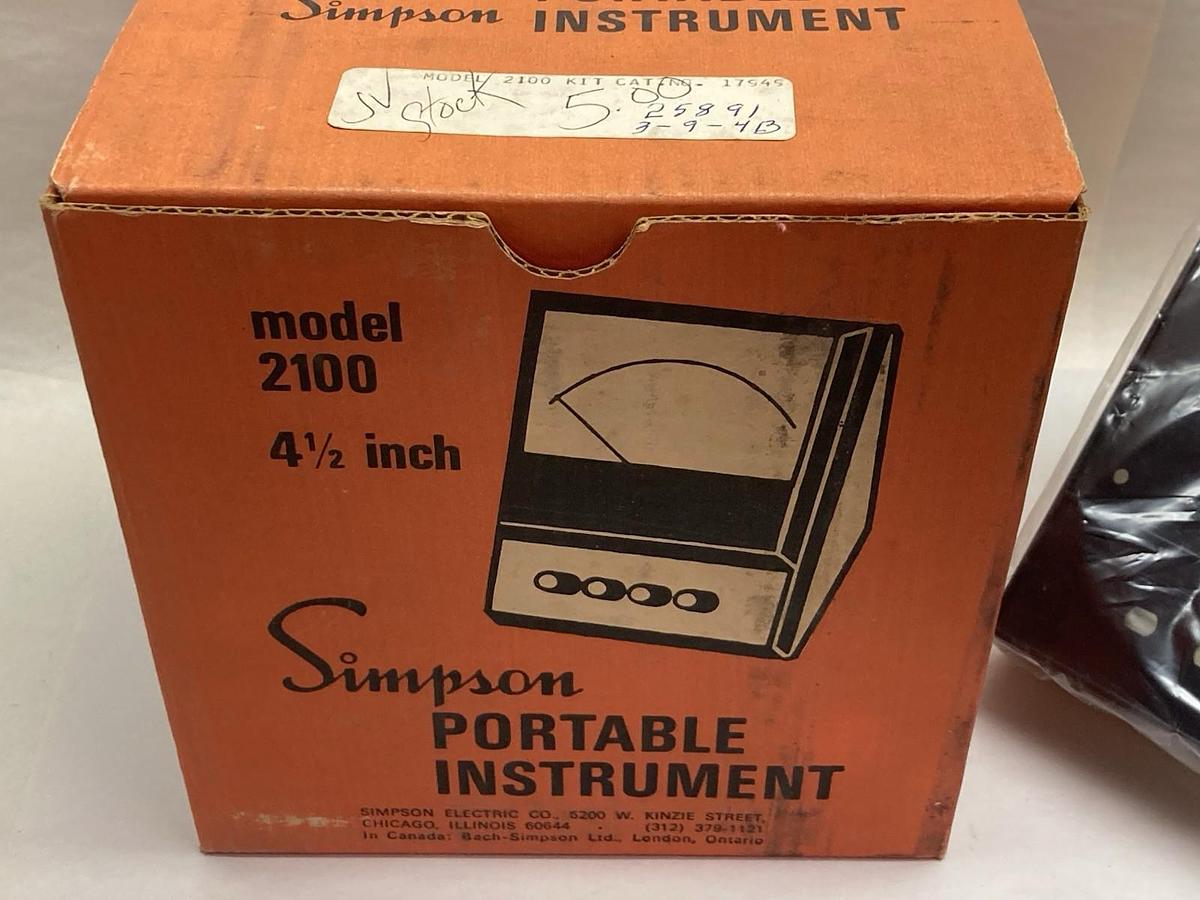 Simpson PORTABLE
INSTRUMENT
MODEL 2100 KIT CAT. NO. 17545
Stock 5.00
25891
3-9-4B
model
2100
4½ inch
Simpson
PORTABLE
INSTRUMENT
SIMPSON ELECTRIC CO., 5200 W. KINZIE STREET,
CHICAGO, ILLINOIS 60644 - (312) 379-1121
In Canada: Bach-Simpson Ltd., London, Ontario